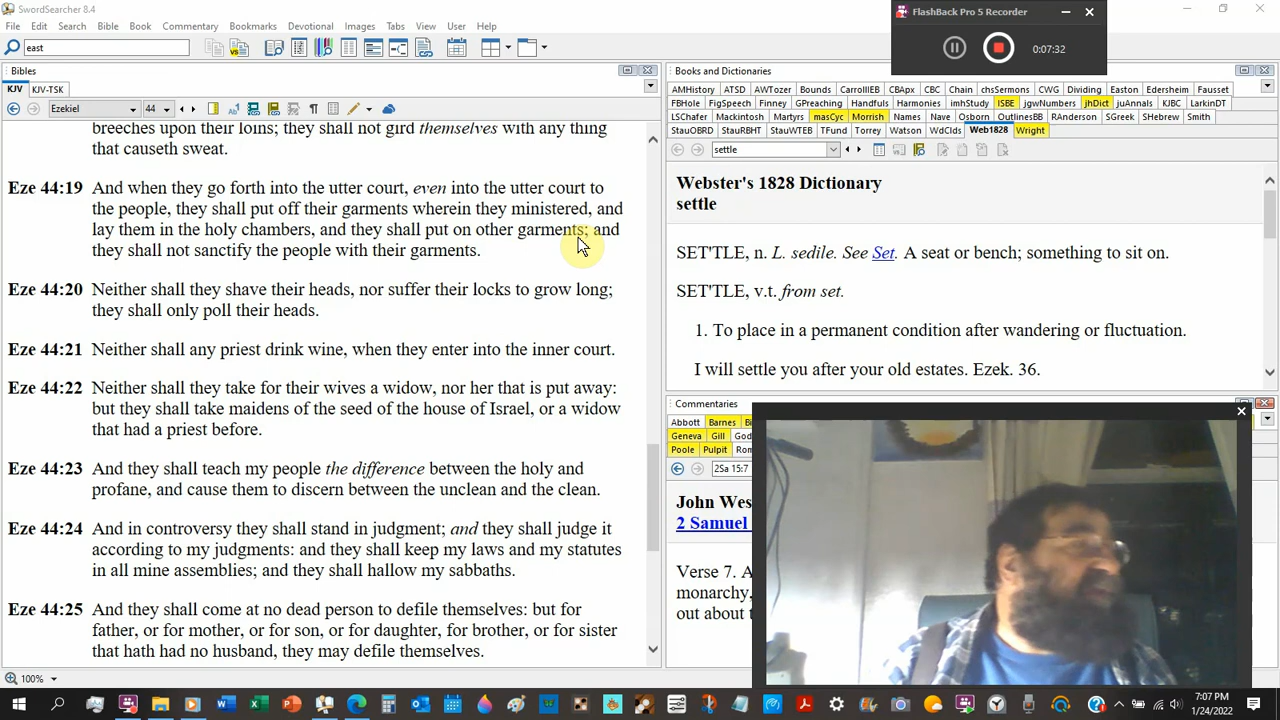 SwordSearcher 8.4
File Edit Search Bible Book Commentary Bookmarks Devotional Images Tabs View User Help
east
Bibles
KJV KJV-TSK
Ezekiel 44
breeches upon their loins; they shall not gird themselves with any thing
that causeth sweat.
Eze 44:19 And when they go forth into the utter court, even into the utter court to
the people, they shall put off their garments wherein they ministered, and
lay them in the holy chambers, and they shall put on other garments; and
they shall not sanctify the people with their garments.
Eze 44:20 Neither shall they shave their heads, nor suffer their locks to grow long;
they shall only poll their heads.
Eze 44:21 Neither shall any priest drink wine, when they enter into the inner court.
Eze 44:22 Neither shall they take for their wives a widow, nor her that is put away:
but they shall take maidens of the seed of the house of Israel, or a widow
that had a priest before.
Eze 44:23 And they shall teach my people the difference between the holy and
profane, and cause them to discern between the unclean and the clean.
Eze 44:24 And in controversy they shall stand in judgment; and they shall judge it
according to my judgments: and they shall keep my laws and my statutes
in all mine assemblies; and they shall hallow my sabbaths.
Eze 44:25 And they shall come at no dead person to defile themselves: but for
father, or for mother, or for son, or for daughter, for brother, or for sister
that hath had no husband, they may defile themselves.
100%
FlashBack Pro 5 Recorder
0:07:32
Books and Dictionaries
AMHistory ATSD AWTozer Bounds CarrollIEB CBApx CBC Chain chsSermons CWG Dividing Easton Edersheim Fausset
FBHole FigSpeech Finney GPreaching Handfuls Harmonies imhStudy ISBE jgwNumbers jhDict juAnnals KJBC LarkinDT
LSChafer Mackintosh Martyrs masCyc Morrish Names Nave Osborn OutlinesBB RAnderson SGreek SHebrew Smith
StauOBRD StauRBHT StauWTEB TFund Torrey Watson WdClds Web1828 Wright
settle
Webster's 1828 Dictionary
settle
SET'TLE, n. L. sedile. See Set. A seat or bench; something to sit on.
SET'TLE, v.t. from set.
1. To place in a permanent condition after wandering or fluctuation.
I will settle you after your old estates. Ezek. 36.
Commentaries
Abbott Barnes
Geneva Gill
Poole Pulpit
2Sa 15:7
John Wes
2 Samuel
Verse 7. A
monarchy,
out about t
7:07 PM
1/24/2022